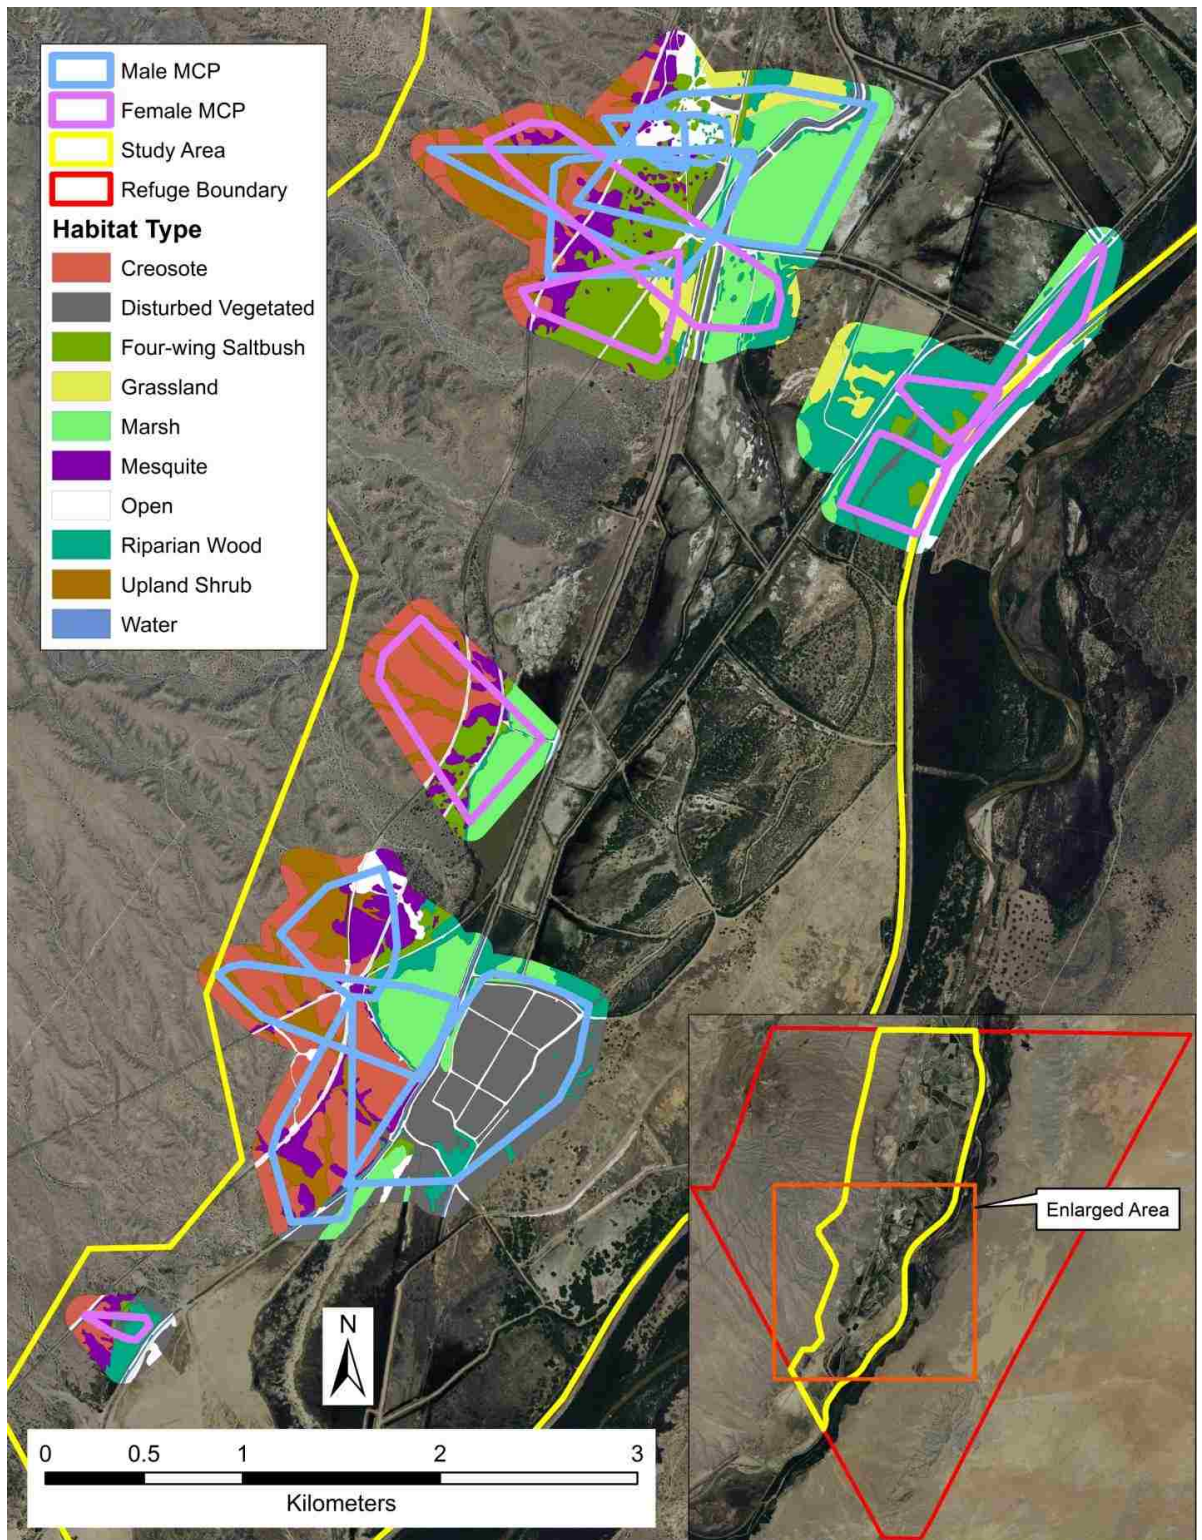 Male MCP
Female MCP
Study Area
Refuge Boundary
Habitat Type
Creosote
Disturbed Vegetated
Four-wing Saltbush
Grassland
Marsh
Mesquite
Open
Riparian Wood
Upland Shrub
Water
Enlarged Area
N
0 0.5 1 2 3
Kilometers